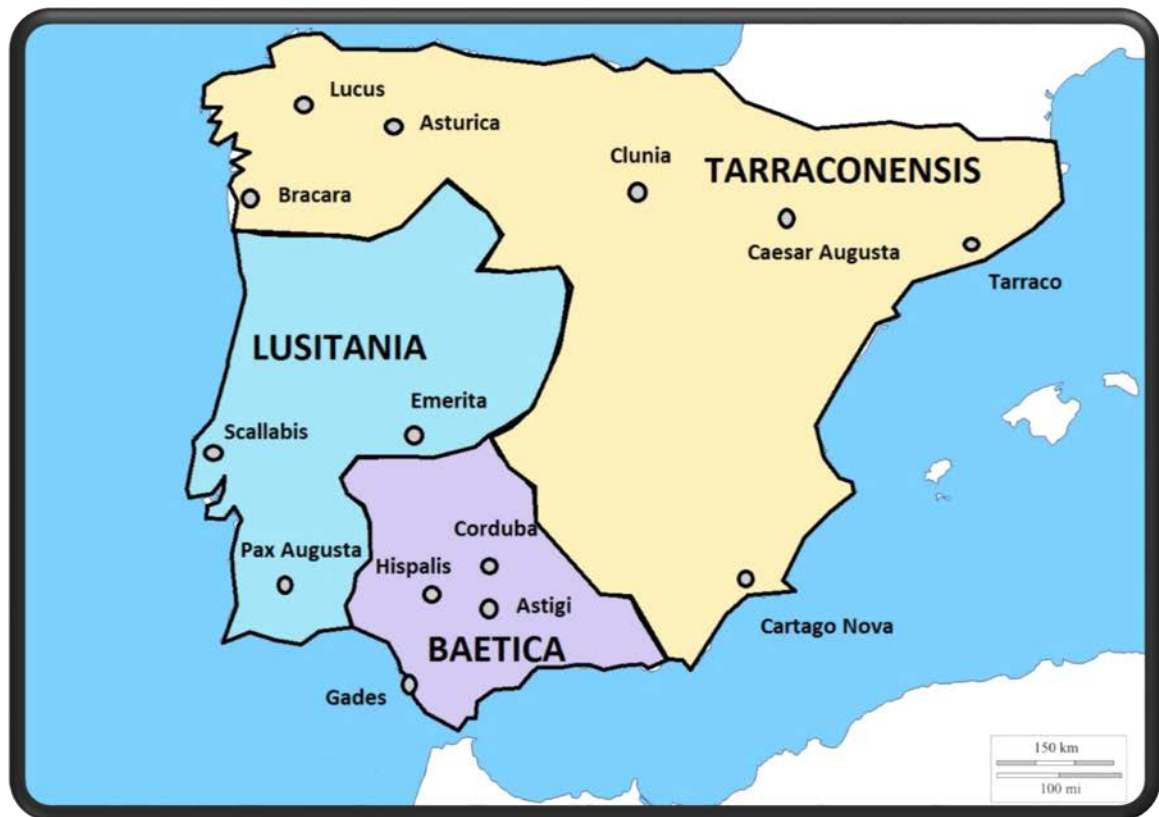 Lucus
Asturica
Clunia
TARRACONENSIS
Bracara
Caesar Augusta
Tarraco
LUSITANIA
Emerita
Scallabis
Corduba
Pax Augusta
Hispalis
Astigi
Cartago Nova
BAETICA
Gades
150 km
100 mi